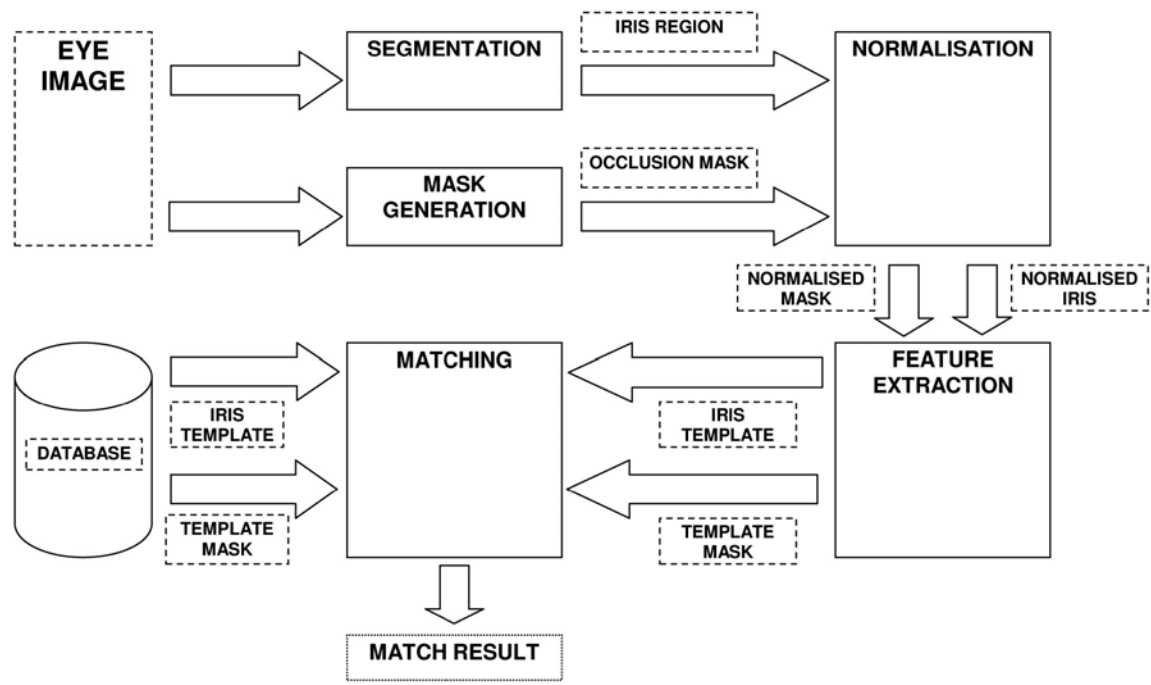 EYE
IMAGE
SEGMENTATION
IRIS REGION
NORMALISATION
MASK
GENERATION
OCCLUSION MASK
NORMALISED
MASK
NORMALISED
IRIS
DATABASE
IRIS
TEMPLATE
TEMPLATE
MASK
MATCHING
IRIS
TEMPLATE
TEMPLATE
MASK
FEATURE
EXTRACTION
MATCH RESULT